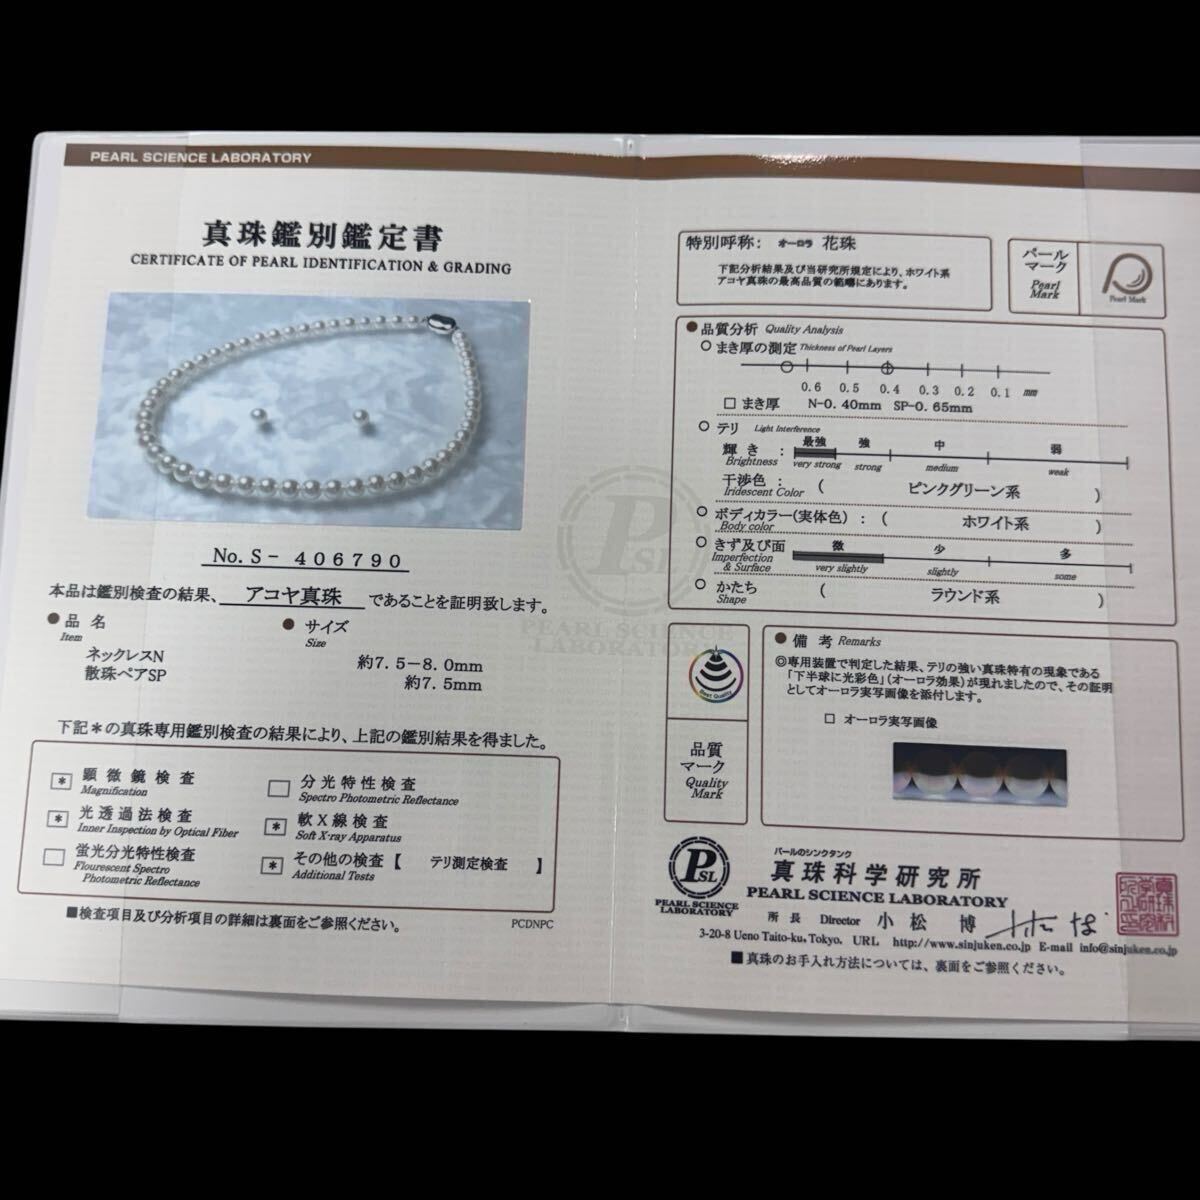 PEARL SCIENCE LABORATORY
真珠鑑別鑑定書
CERTIFICATE OF PEARL IDENTIFICATION & GRADING
No. S- 406790
本品は鑑別検査の結果、 アコヤ真珠 であることを証明致します。
● 品 名
Item
● サイズ
Size
ネックレスN
約7.5-8.0mm
散珠ペアSP
約7.5mm
下記*の真珠専用鑑別検査の結果により、上記の鑑別結果を得ました。
* 顕微鏡検査
Magnification
□ 分光特性検査
Spectro Photometric Reflectance
* 光透過法検査
Inner Inspection by Optical Fiber
* 軟X線検査
Soft X-ray Apparatus
□ 蛍光分光特性検査
Flourescent Spectro
Photometric Reflectance
* その他の検査【 テリ測定検査 】
Additional Tests
■検査項目及び分析項目の詳細は裏面をご参照ください。
PCDNPC
PSL
PEARL SCIENCE
LABORATORY
特別呼称: オーロラ 花珠
下記分析結果及び当研究所規定により、ホワイト系
アコヤ真珠の最高品質の範疇にあります。
パール
マーク
Pearl
Mark
Pearl Mark
● 品質分析 Quality Analysis
○ まき厚の測定 Thickness of Pearl Layers
0.6 0.5 0.4 0.3 0.2 0.1 mm
□ まき厚 N-0.40mm SP-0.65mm
○ テリ Light Interference
輝き :
Brightness
最強 強 中 弱
very strong strong medium weak
干渉色 : ( ピンクグリーン系 )
Iridescent Color
○ ボディカラー(実体色) : ( ホワイト系 )
Body color
○ きず及び面
Imperfection
& Surface
微 少 多
very slightly slightly some
○ かたち ( ラウンド系 )
Shape
Best Quality
品質
マーク
Quality
Mark
● 備 考 Remarks
◎専用装置で判定した結果、テリの強い真珠特有の現象である
「下半球に光彩色」(オーロラ効果)が現れましたので、その証明
としてオーロラ実写画像を添付します。
□ オーロラ実写画像
PSL
PEARL SCIENCE
LABORATORY
パールのシンクタンク
真珠科学研究所
PEARL SCIENCE LABORATORY
所 長 Director 小 松 博
3-20-8 Ueno Taito-ku, Tokyo. URL http://www.sinjuken.co.jp E-mail info@sinjuken.co.jp
■真珠のお手入れ方法については、裏面をご参照ください。